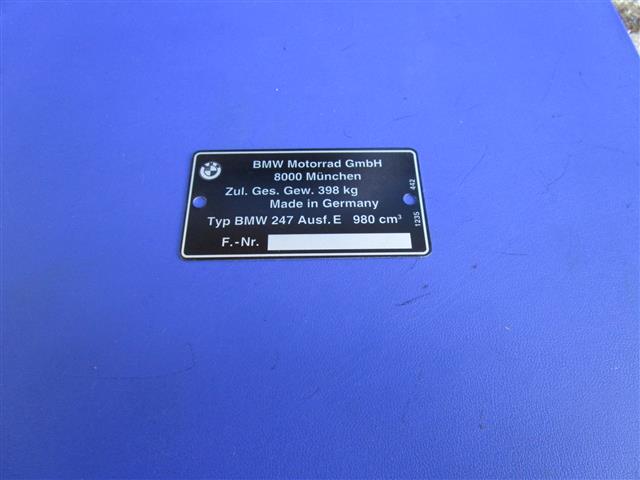 BMW Motorrad GmbH
8000 München
Zul. Ges. Gew. 398 kg
Made in Germany
Typ BMW 247 Ausf. E 980 cm³
F.-Nr.
1235 442